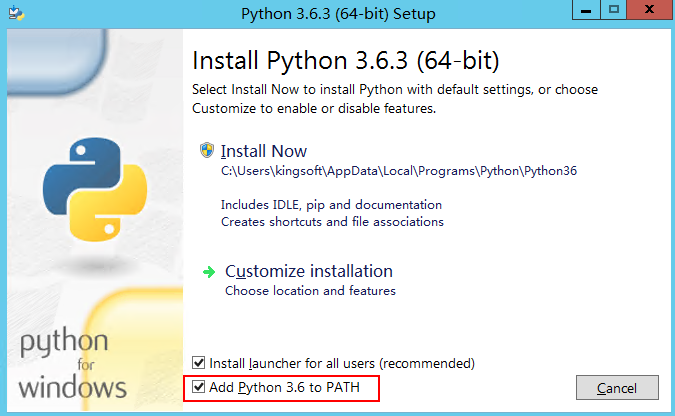 Python 3.6.3 (64-bit) Setup
Install Python 3.6.3 (64-bit)
Select Install Now to install Python with default settings, or choose
Customize to enable or disable features.
Install Now
C:\Users\kingsoft\AppData\Local\Programs\Python\Python36
Includes IDLE, pip and documentation
Creates shortcuts and file associations
Customize installation
Choose location and features
python
for
windows
Install launcher for all users (recommended)
Add Python 3.6 to PATH
Cancel